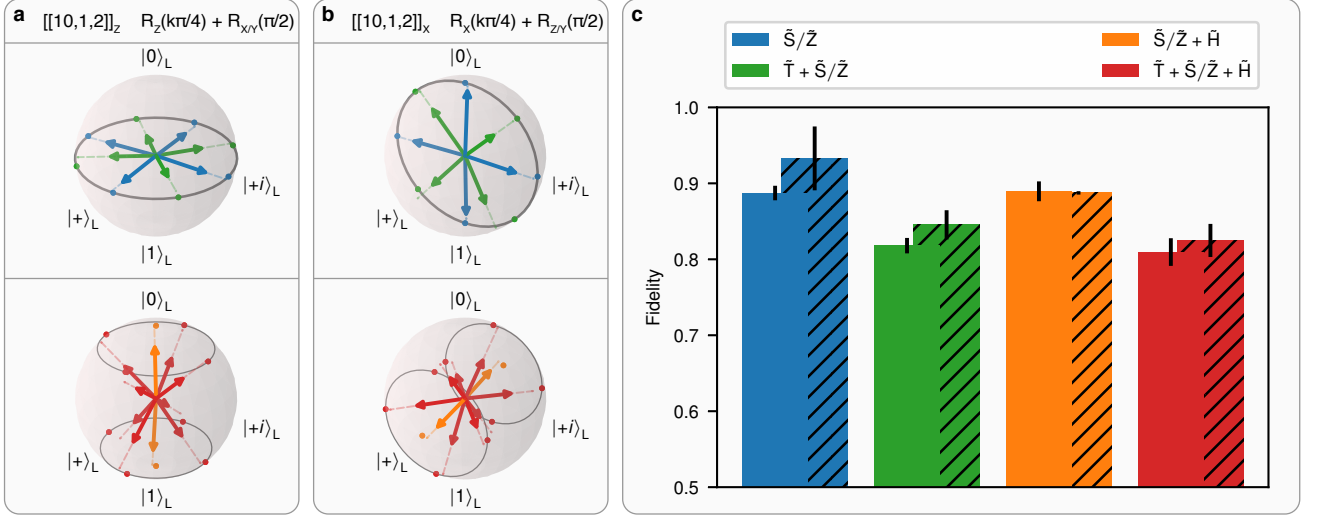 a [[10,1,2]]Z RZ(kπ/4) + RX/Y(π/2)
|0⟩L
|+i⟩L
|+⟩L
|1⟩L
|0⟩L
|+i⟩L
|+⟩L
|1⟩L
b [[10,1,2]]X RX(kπ/4) + RZ/Y(π/2)
|0⟩L
|+i⟩L
|+⟩L
|1⟩L
|0⟩L
|+i⟩L
|+⟩L
|1⟩L
c
S̃/Z̃ S̃/Z̃ + H̃
T̃ + S̃/Z̃ T̃ + S̃/Z̃ + H̃
Fidelity
1.0
0.9
0.8
0.7
0.6
0.5